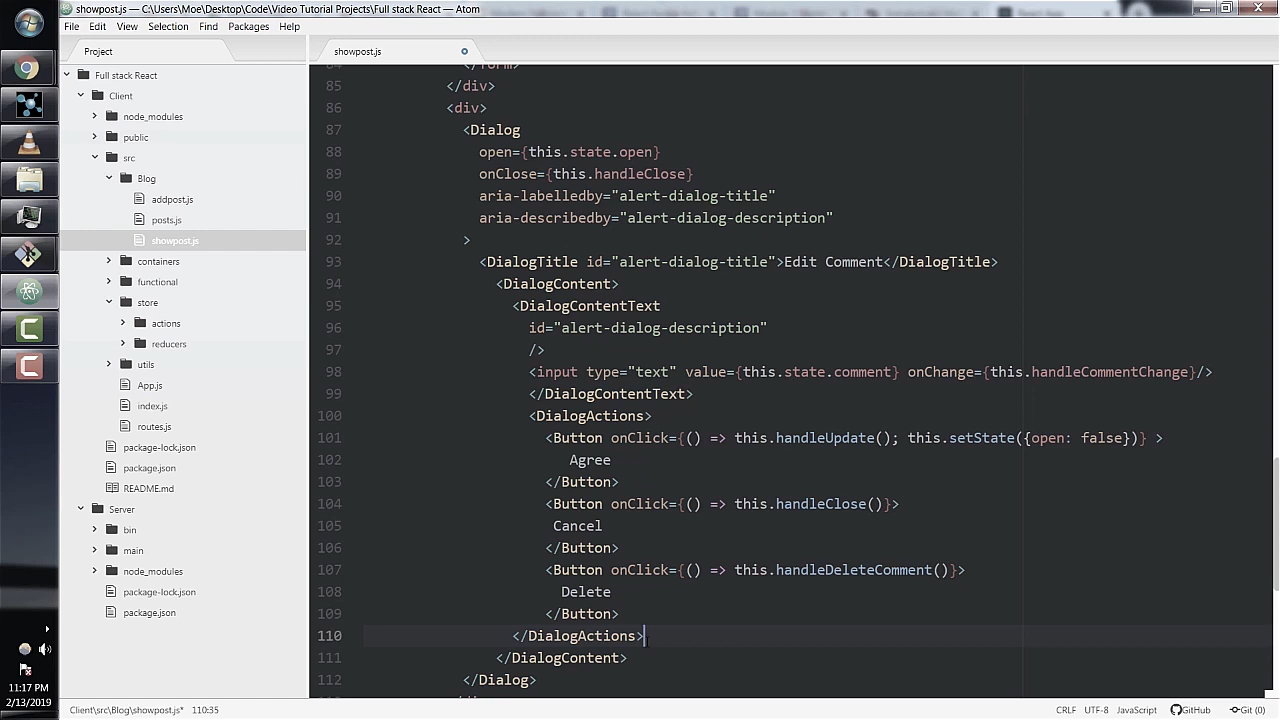 showpost.js — C:\Users\Moe\Desktop\Code\Video Tutorial Projects\Full stack React — Atom
File Edit View Selection Find Packages Help
Project
showpost.js
Full stack React
Client
node_modules
public
src
Blog
addpost.js
posts.js
showpost.js
containers
functional
store
actions
reducers
utils
App.js
index.js
routes.js
package-lock.json
package.json
README.md
Server
bin
main
node_modules
package-lock.json
package.json
85 </div>
86 <div>
87 <Dialog
88 open={this.state.open}
89 onClose={this.handleClose}
90 aria-labelledby="alert-dialog-title"
91 aria-describedby="alert-dialog-description"
92 >
93 <DialogTitle id="alert-dialog-title">Edit Comment</DialogTitle>
94 <DialogContent>
95 <DialogContentText
96 id="alert-dialog-description"
97 />
98 <input type="text" value={this.state.comment} onChange={this.handleCommentChange}/>
99 </DialogContentText>
100 <DialogActions>
101 <Button onClick={() => this.handleUpdate(); this.setState({open: false})} >
102 Agree
103 </Button>
104 <Button onClick={() => this.handleClose()}>
105 Cancel
106 </Button>
107 <Button onClick={() => this.handleDeleteComment()}>
108 Delete
109 </Button>
110 </DialogActions>
111 </DialogContent>
112 </Dialog>
Client\src\Blog\showpost.js* 110:35
CRLF UTF-8 JavaScript GitHub Git (0)
11:17 PM
2/13/2019